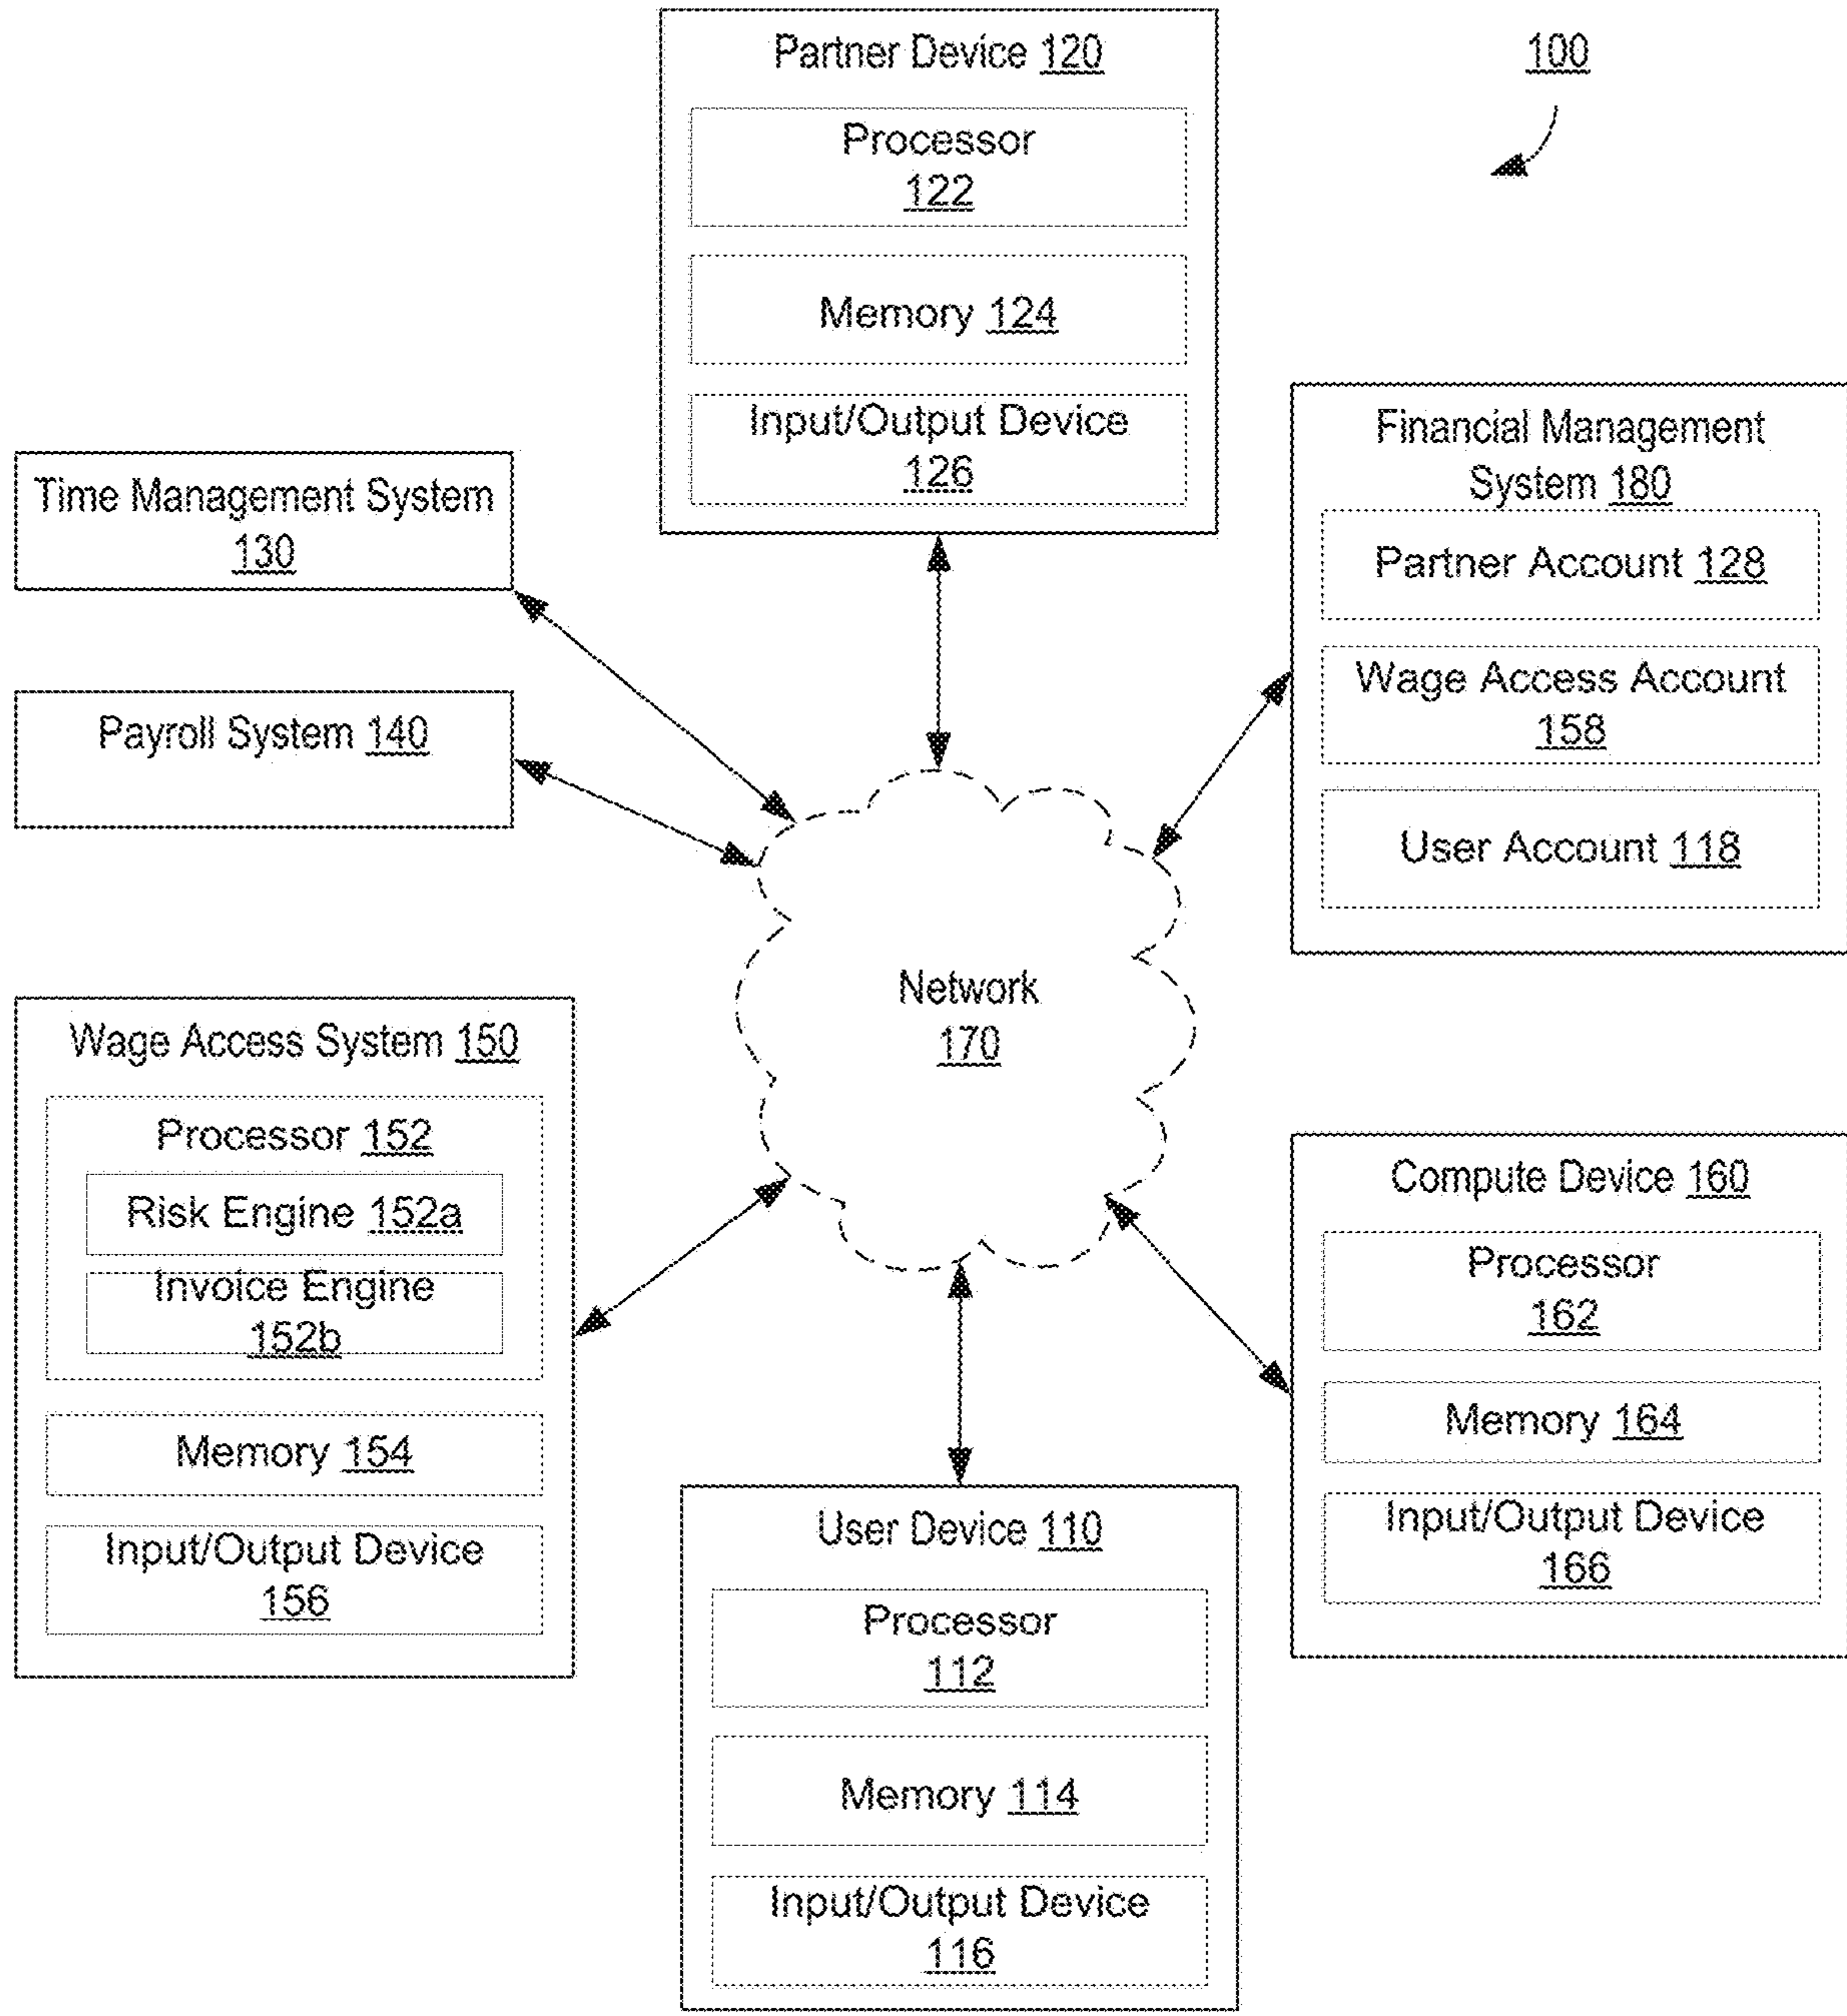 Partner Device 120
Processor
122
Memory 124
Input/Output Device
126
100
Time Management System
130
Payroll System 140
Financial Management
System 180
Partner Account 128
Wage Access Account
158
User Account 118
Network
170
Wage Access System 150
Processor 152
Risk Engine 152a
Invoice Engine
152b
Memory 154
Input/Output Device
156
Compute Device 160
Processor
162
Memory 164
Input/Output Device
166
User Device 110
Processor
112
Memory 114
Input/Output Device
116